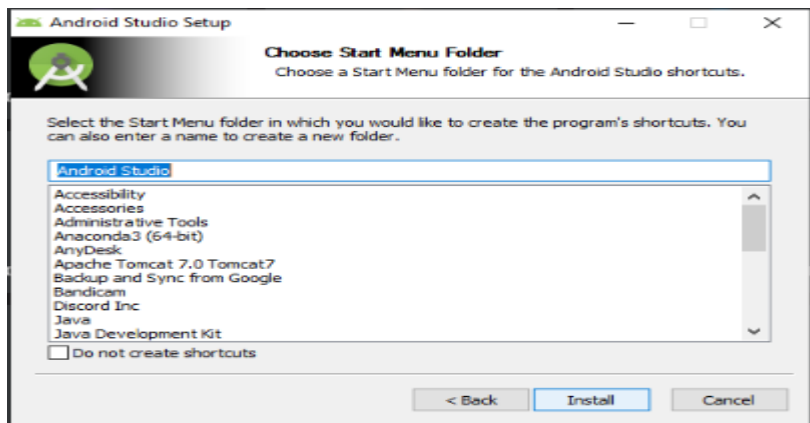 Android Studio Setup
Choose Start Menu Folder
Choose a Start Menu folder for the Android Studio shortcuts.
Select the Start Menu folder in which you would like to create the program's shortcuts. You
can also enter a name to create a new folder.
Android Studio
Accessibility
Accessories
Administrative Tools
Anaconda3 (64-bit)
AnyDesk
Apache Tomcat 7.0 Tomcat7
Backup and Sync from Google
Bandicam
Discord Inc
Java
Java Development Kit
Do not create shortcuts
< Back
Install
Cancel